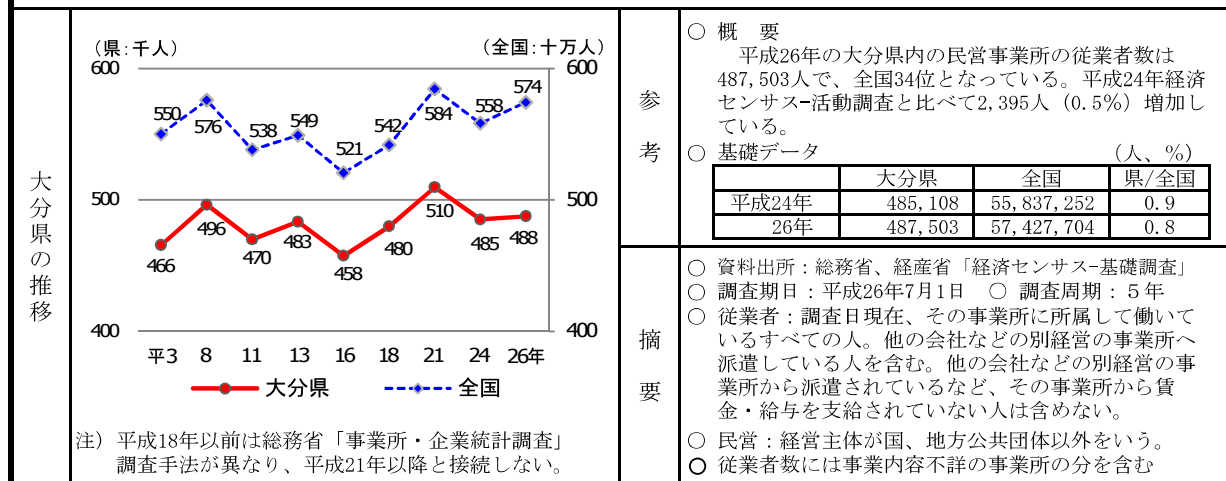 大分県の推移
(県:千人)
(全国:十万人)
600
600
500
500
400
400
550
576
538
549
521
542
584
558
574
466
496
470
483
458
480
510
485
488
平3 8 11 13 16 18 21 24 26年
大分県 全国
注) 平成18年以前は総務省「事業所・企業統計調査」
調査手法が異なり、平成21年以降と接続しない。
参考
○ 概 要
平成26年の大分県内の民営事業所の従業者数は
487,503人で、全国34位となっている。平成24年経済
センサス-活動調査と比べて2,395人（0.5%）増加し
ている。
○ 基礎データ (人、%)
大分県 全国 県/全国
平成24年 485,108 55,837,252 0.9
26年 487,503 57,427,704 0.8
摘要
○ 資料出所：総務省、経産省「経済センサス-基礎調査」
○ 調査期日：平成26年7月1日 ○ 調査周期：５年
○ 従業者：調査日現在、その事業所に所属して働いて
いるすべての人。他の会社などの別経営の事業所へ
派遣している人を含む。他の会社などの別経営の事
業所から派遣されているなど、その事業所から賃
金・給与を支給されていない人は含めない。
○ 民営：経営主体が国、地方公共団体以外をいう。
○ 従業者数には事業内容不詳の事業所の分を含む